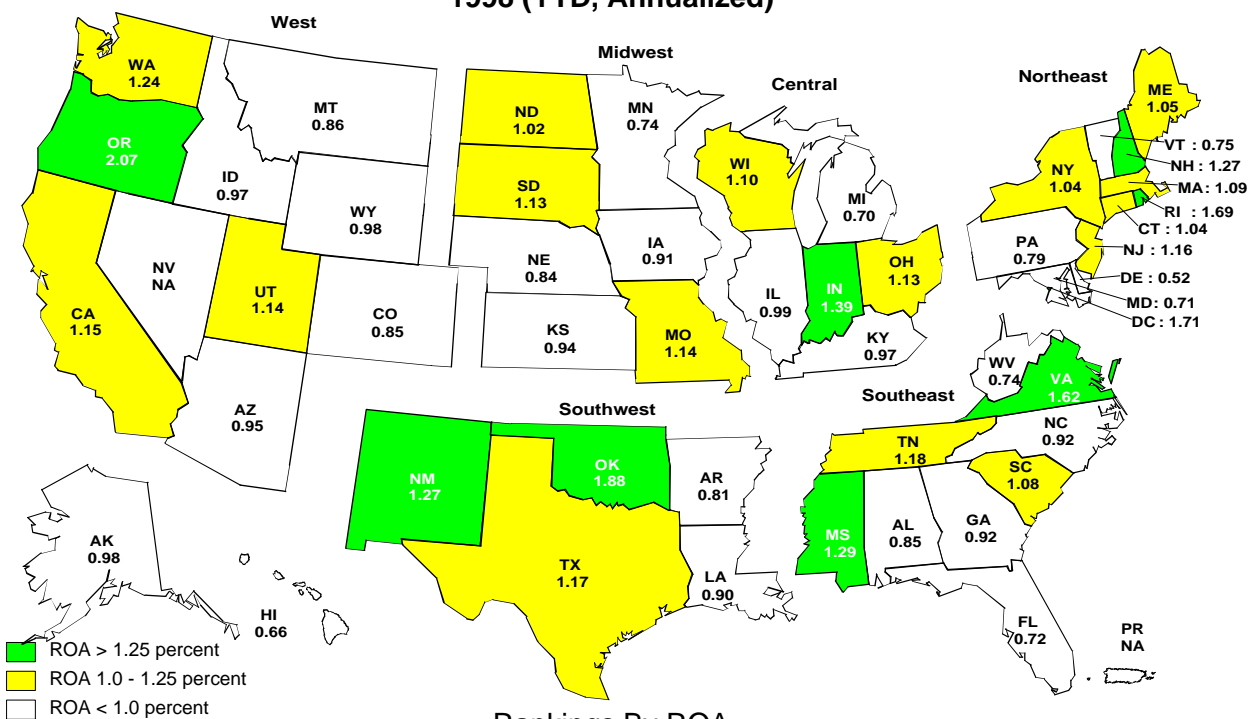 1998 (YTD, Annualized)
West
Midwest
Central
Northeast
WA
1.24
MT
0.86
ND
1.02
MN
0.74
ME
1.05
OR
2.07
ID
0.97
SD
1.13
WI
1.10
MI
0.70
NY
1.04
VT : 0.75
NH : 1.27
MA : 1.09
RI : 1.69
CT : 1.04
NJ : 1.16
DE : 0.52
MD: 0.71
DC : 1.71
WY
0.98
NV
NA
UT
1.14
CA
1.15
CO
0.85
NE
0.84
IA
0.91
KS
0.94
MO
1.14
IL
0.99
IN
1.39
OH
1.13
PA
0.79
KY
0.97
WV
0.74
VA
1.62
AZ
0.95
Southwest
Southeast
NM
1.27
OK
1.88
AR
0.81
TN
1.18
NC
0.92
SC
1.08
AK
0.98
HI
0.66
TX
1.17
LA
0.90
MS
1.29
AL
0.85
GA
0.92
FL
0.72
PR
NA
ROA > 1.25 percent
ROA 1.0 - 1.25 percent
ROA < 1.0 percent
Rankings By ROA